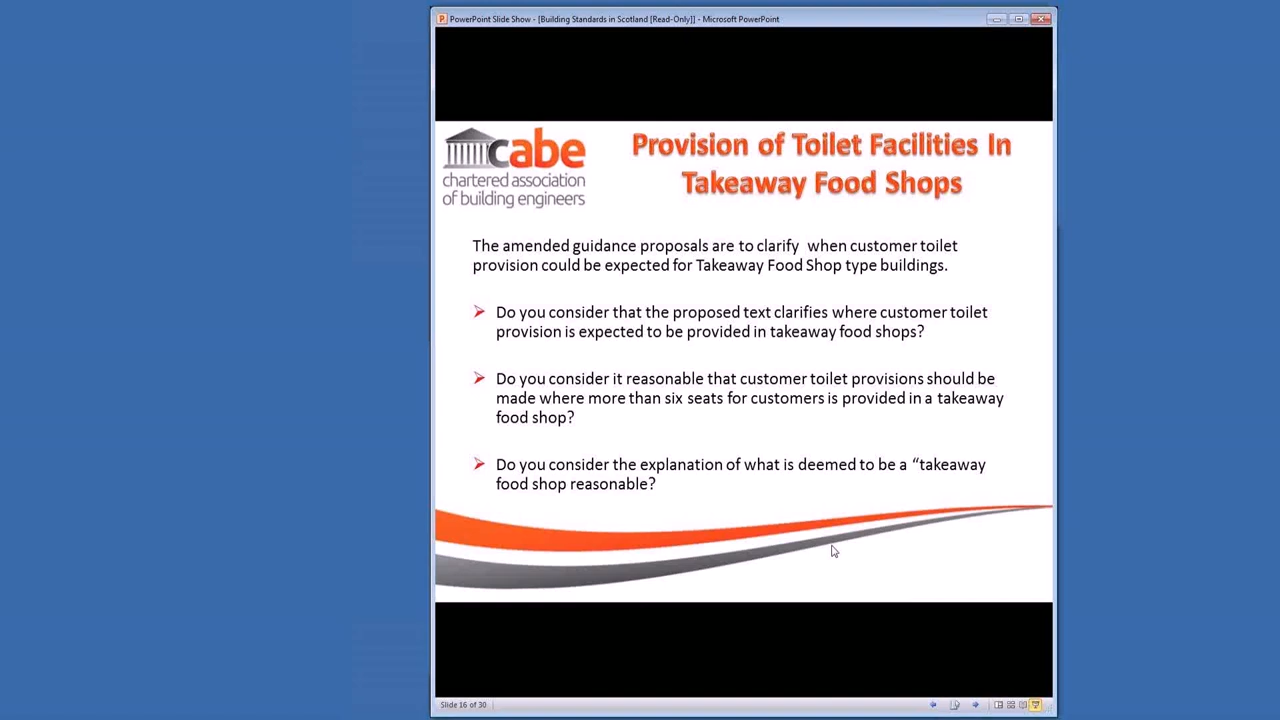 PowerPoint Slide Show - [Building Standards in Scotland [Read-Only]] - Microsoft PowerPoint
cabe
chartered association
of building engineers
Provision of Toilet Facilities In
Takeaway Food Shops
The amended guidance proposals are to clarify when customer toilet
provision could be expected for Takeaway Food Shop type buildings.
Do you consider that the proposed text clarifies where customer toilet
provision is expected to be provided in takeaway food shops?
Do you consider it reasonable that customer toilet provisions should be
made where more than six seats for customers is provided in a takeaway
food shop?
Do you consider the explanation of what is deemed to be a “takeaway
food shop reasonable?
Slide 16 of 30